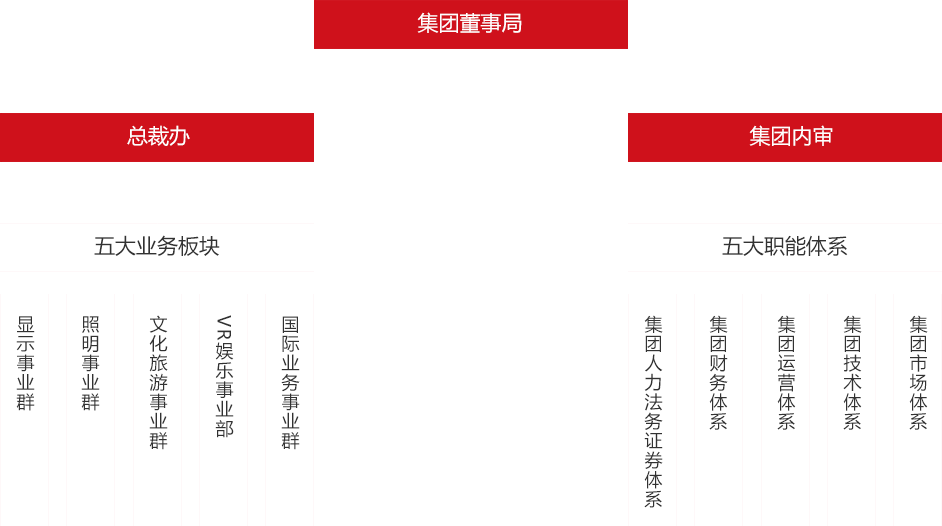 集团董事局
总裁办
集团内审
五大业务板块
五大职能体系
显示事业群
照明事业群
文化旅游事业群
VR娱乐事业部
国际业务事业群
集团人力法务证券体系
集团财务体系
集团运营体系
集团技术体系
集团市场体系